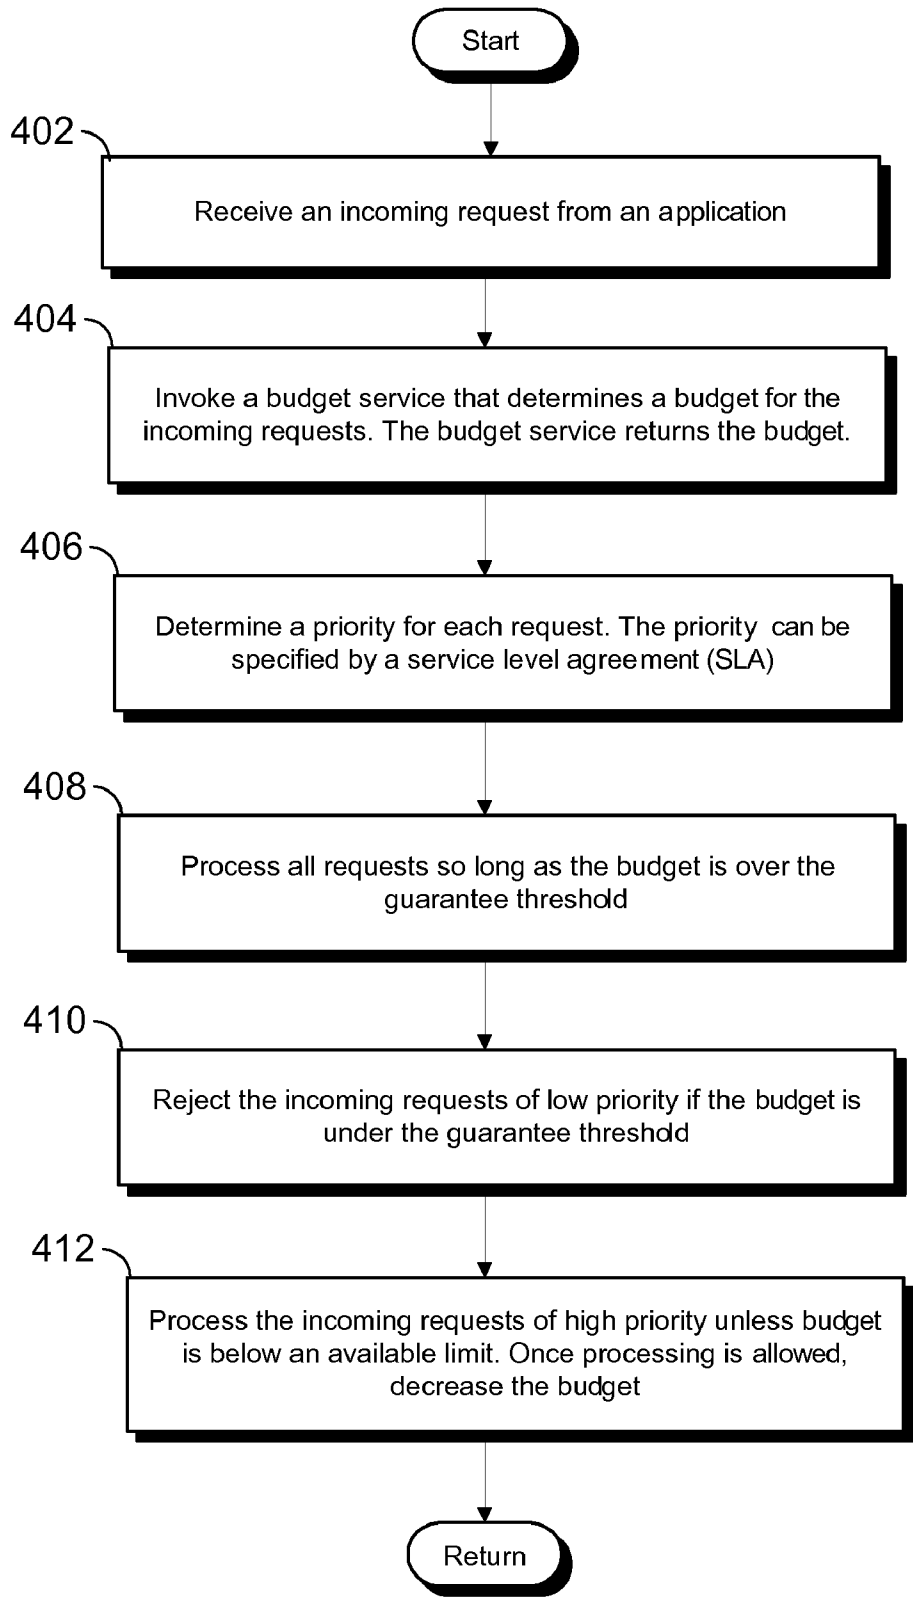 Start
402
Receive an incoming request from an application
404
Invoke a budget service that determines a budget for the
incoming requests. The budget service returns the budget.
406
Determine a priority for each request. The priority can be
specified by a service level agreement (SLA)
408
Process all requests so long as the budget is over the
guarantee threshold
410
Reject the incoming requests of low priority if the budget is
under the guarantee threshold
412
Process the incoming requests of high priority unless budget
is below an available limit. Once processing is allowed,
decrease the budget
Return